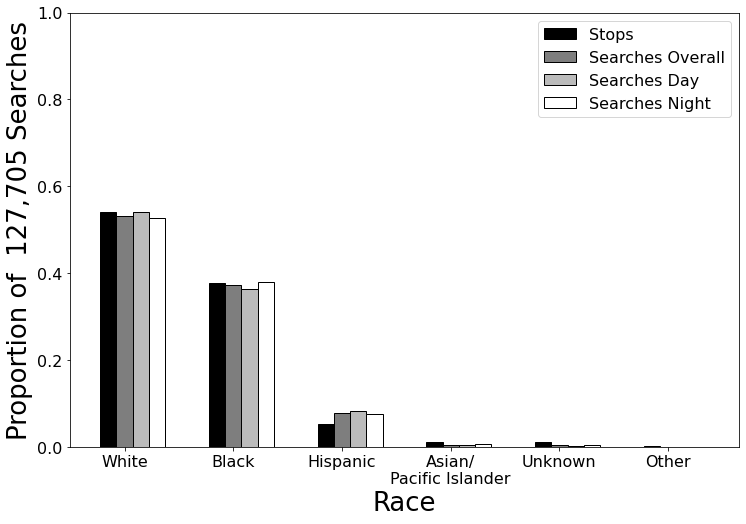 Proportion of  127,705 Searches
1.0
0.8
0.6
0.4
0.2
0.0
Stops
Searches Overall
Searches Day
Searches Night
White
Black
Hispanic
Asian/
Pacific Islander
Unknown
Other
Race